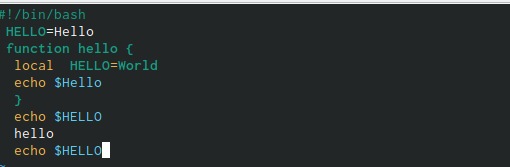 #!/bin/bash
HELLO=Hello
function hello {
local  HELLO=World
echo $Hello
}
echo $HELLO
hello
echo $HELLO
~